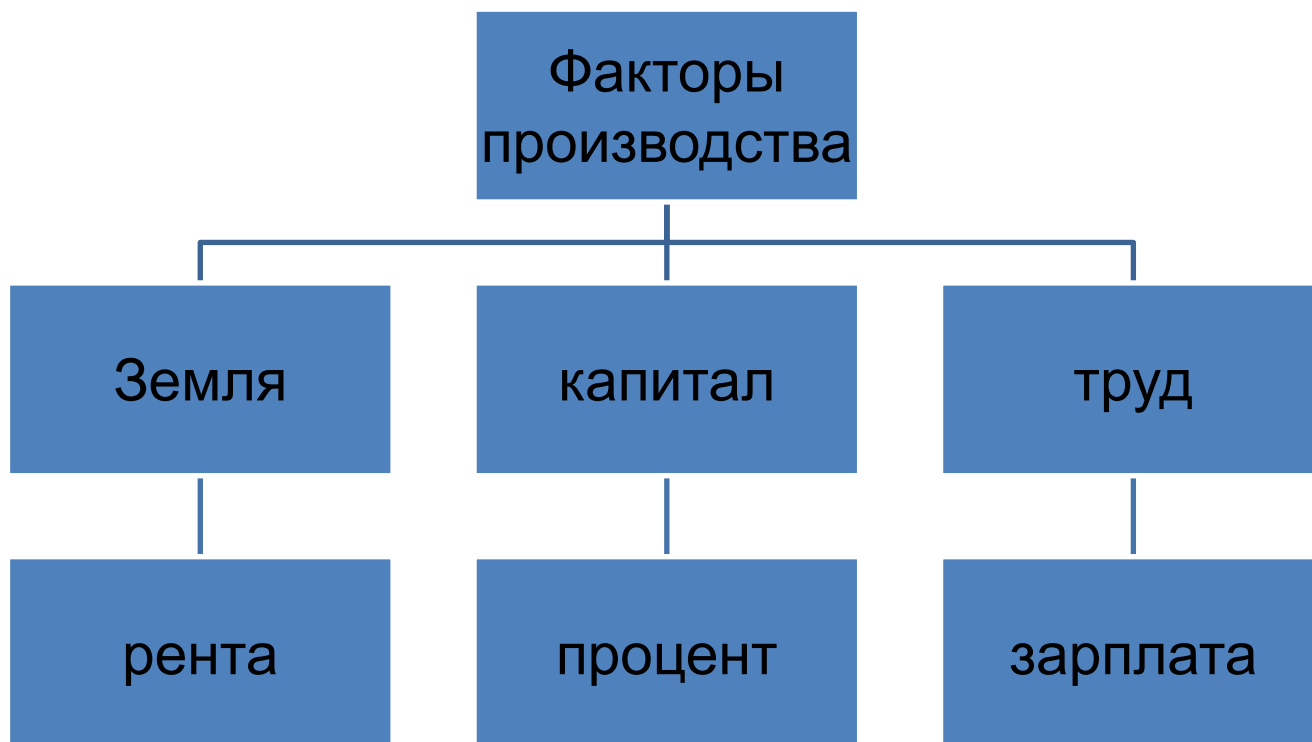 Факторы
производства
Земля
капитал
труд
рента
процент
зарплата